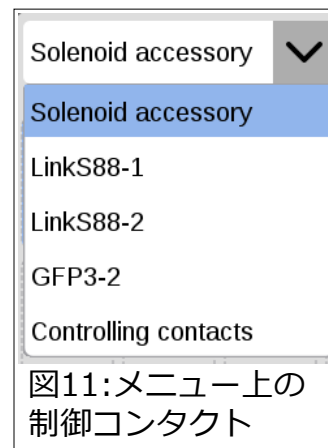 Solenoid accessory
Solenoid accessory
LinkS88-1
LinkS88-2
GFP3-2
Controlling contacts
図11:メニュー上の
制御コンタクト